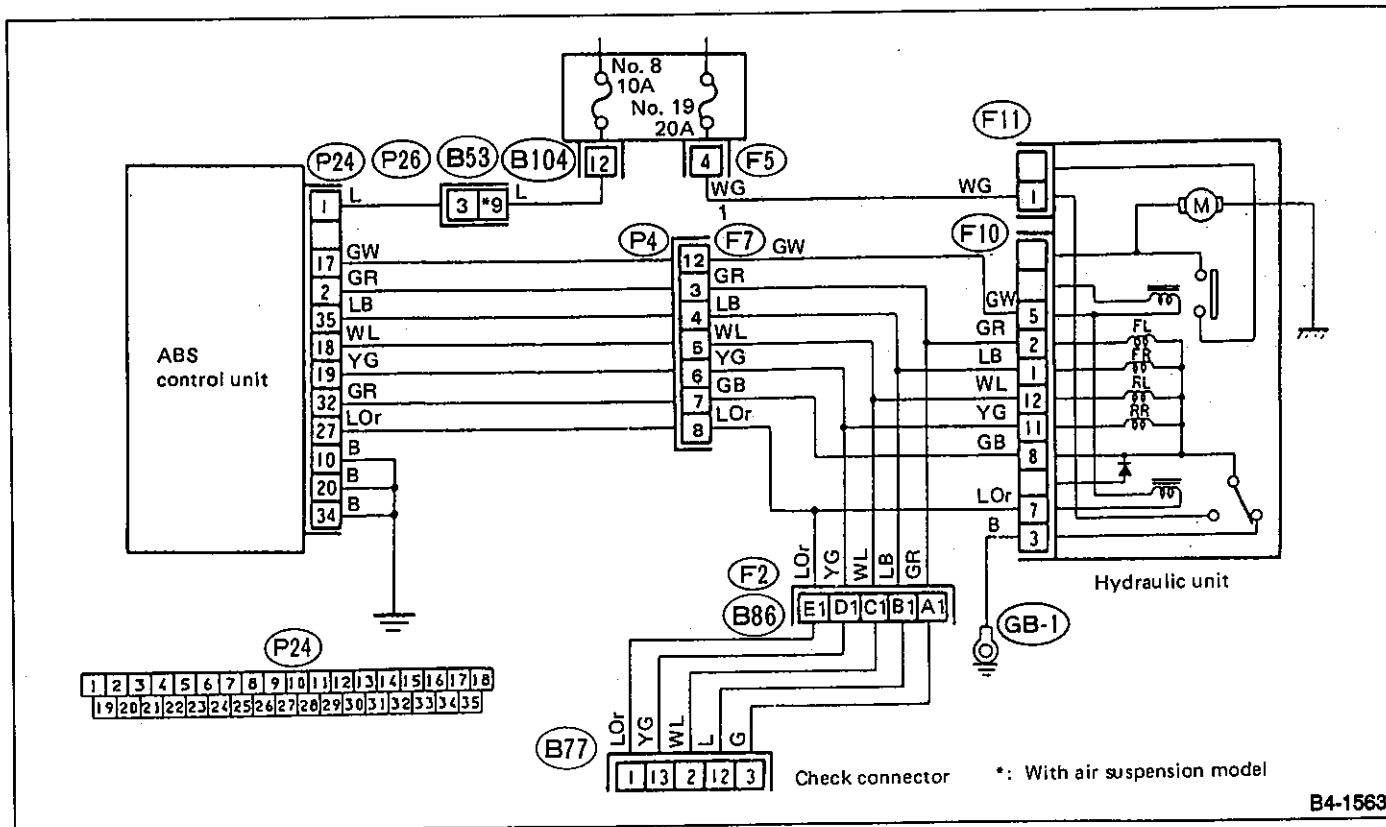 No. 8
10A
No. 19
20A
F11
P24 P26 B53 B104 12 4 F5
1 L 3 *9 L WG WG 1
1
M
P4 F7 F10
17 GW 12 GW
2 GR 3 GR GW 5
35 LB 4 LB GR 2 FL
18 WL 5 WL LB 1 FR
19 YG 6 YG WL 12 RL
32 GR 7 GB YG 11 RR
27 LOr 8 LOr GB 8
10 B LOr 7
20 B B 3
34 B
ABS
control unit
Hydraulic unit
LOr YG WL LB GR
F2
E1 D1 C1 B1 A1
B86
GB-1
P24
1 2 3 4 5 6 7 8 9 10 11 12 13 14 15 16 17 18
19 20 21 22 23 24 25 26 27 28 29 30 31 32 33 34 35
LOr YG WL L G
B77
1 13 2 12 3
Check connector
*: With air suspension model
B4-1563